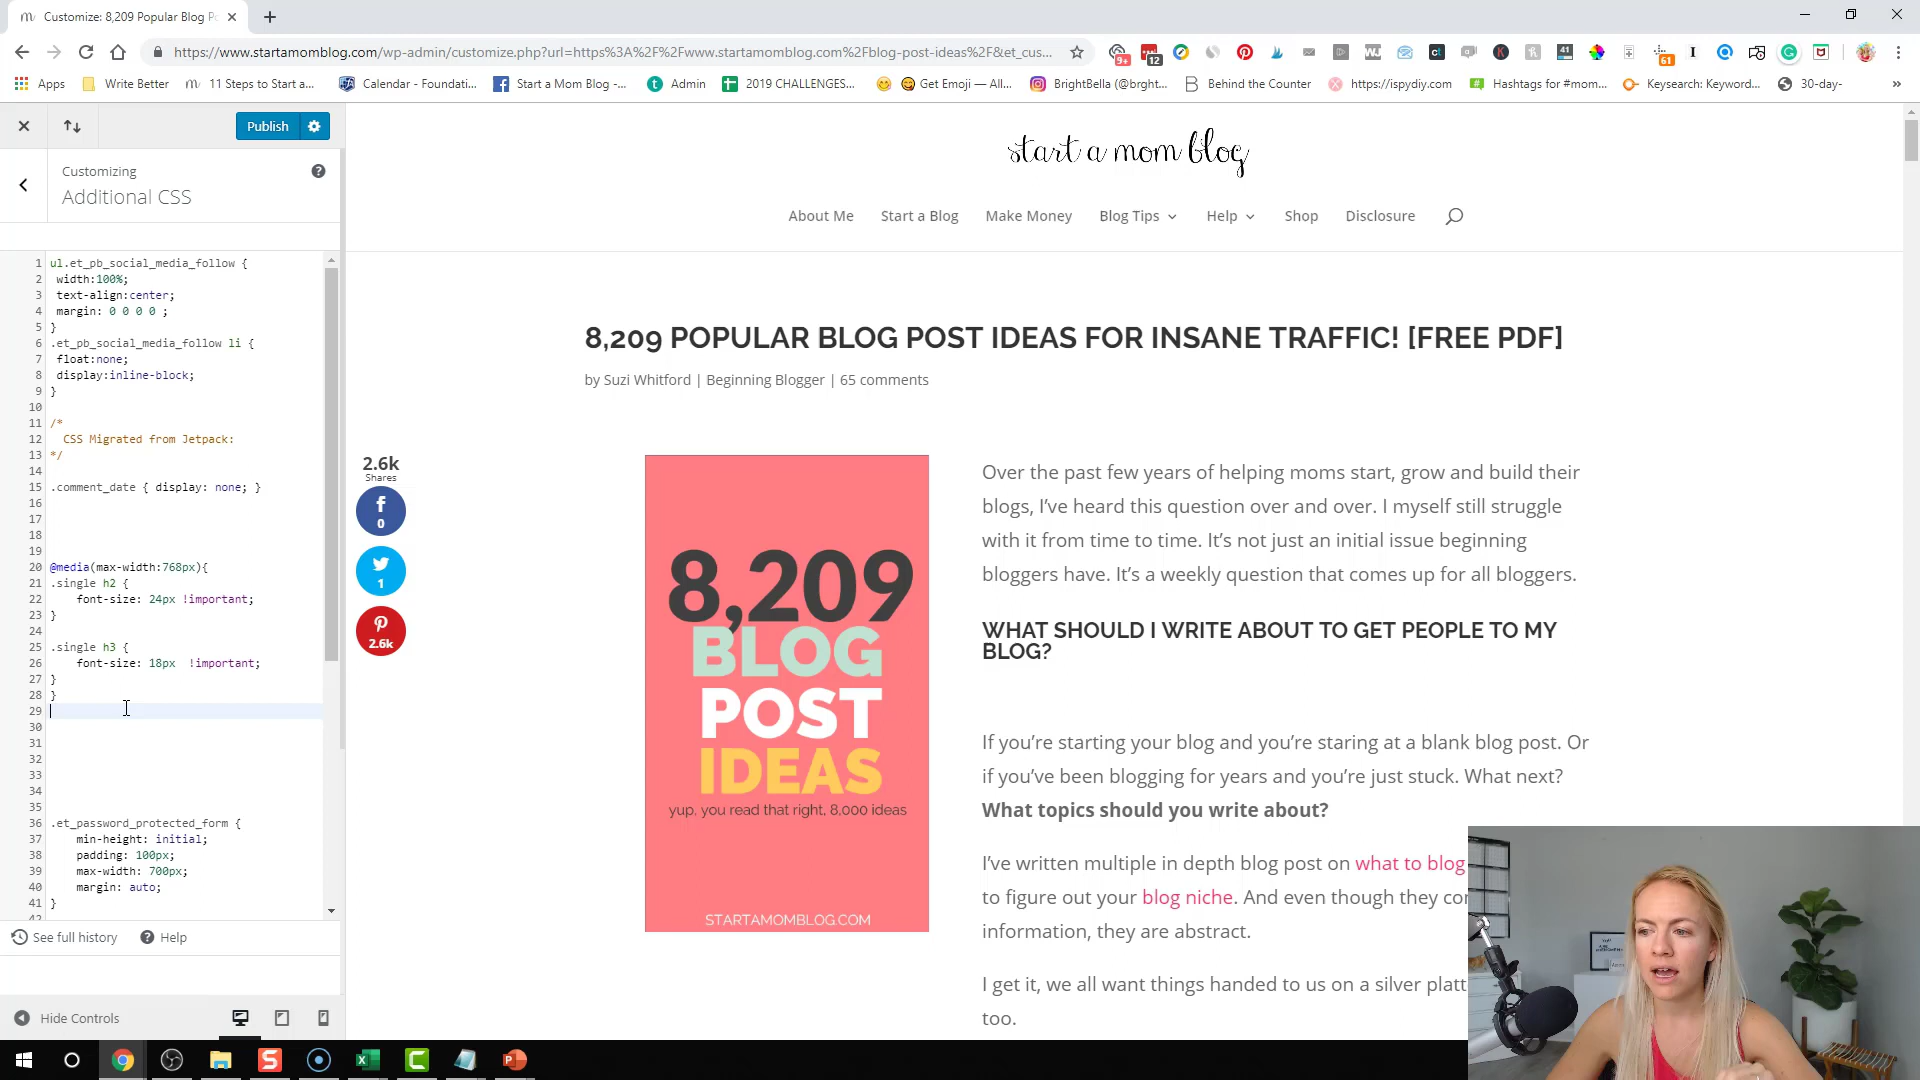 Customize: 8,209 Popular Blog Po
https://www.startamomblog.com/wp-admin/customize.php?url=https%3A%2F%2Fwww.startamomblog.com%2Fblog-post-ideas%2F&et_cus...
9+
12
41
61
Apps
Write Better
11 Steps to Start a...
Calendar - Foundati...
Start a Mom Blog -...
Admin
2019 CHALLENGES...
Get Emoji — All...
BrightBella (@brght...
Behind the Counter
https://ispydiy.com
Hashtags for #mom...
Keysearch: Keyword...
30-day-
Publish
Customizing
Additional CSS
1 ul.et_pb_social_media_follow {
2 width:100%;
3 text-align:center;
4 margin: 0 0 0 0 ;
5 }
6 .et_pb_social_media_follow li {
7 float:none;
8 display:inline-block;
9 }
10
11 /*
12 CSS Migrated from Jetpack:
13 */
14
15 .comment_date { display: none; }
16
17
18
19
20 @media(max-width:768px){
21 .single h2 {
22 font-size: 24px !important;
23 }
24
25 .single h3 {
26 font-size: 18px !important;
27 }
28 }
29
30
31
32
33
34
35
36 .et_password_protected_form {
37 min-height: initial;
38 padding: 100px;
39 max-width: 700px;
40 margin: auto;
41 }
42
See full history
Help
Hide Controls
start a mom blog
About Me
Start a Blog
Make Money
Blog Tips
Help
Shop
Disclosure
8,209 POPULAR BLOG POST IDEAS FOR INSANE TRAFFIC! [FREE PDF]
by Suzi Whitford | Beginning Blogger | 65 comments
2.6k
Shares
0
1
2.6k
8,209
BLOG
POST
IDEAS
yup, you read that right, 8,000 ideas
STARTAMOMBLOG.COM
Over the past few years of helping moms start, grow and build their
blogs, I've heard this question over and over. I myself still struggle
with it from time to time. It's not just an initial issue beginning
bloggers have. It's a weekly question that comes up for all bloggers.
WHAT SHOULD I WRITE ABOUT TO GET PEOPLE TO MY
BLOG?
If you're starting your blog and you're staring at a blank blog post. Or
if you've been blogging for years and you're just stuck. What next?
What topics should you write about?
I've written multiple in depth blog post on what to blog
to figure out your blog niche. And even though they cor
information, they are abstract.
I get it, we all want things handed to us on a silver platt
too.